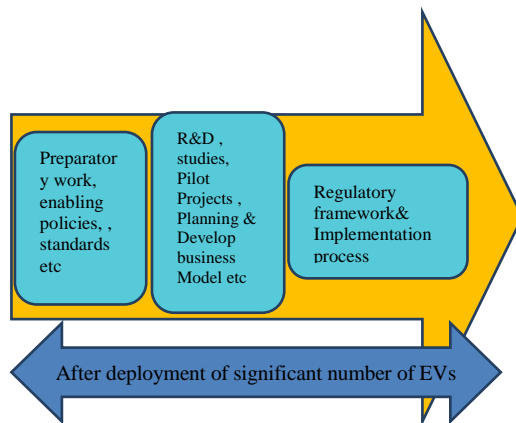 Preparator
y work,
enabling
policies, ,
standards
etc
R&D ,
studies,
Pilot
Projects ,
Planning &
Develop
business
Model etc
Regulatory
framework&
Implementation
process
After deployment of significant number of EVs